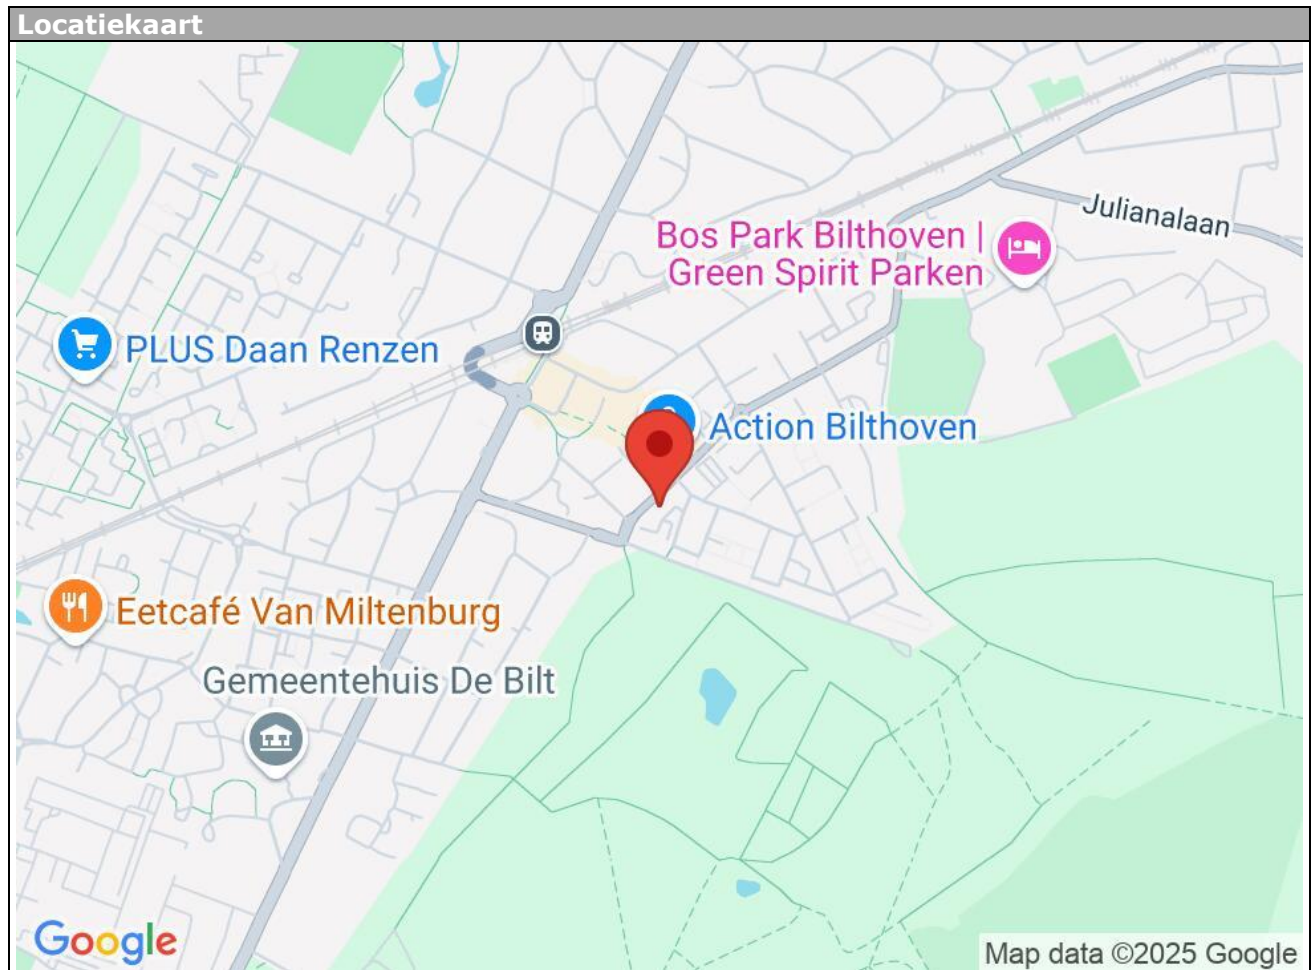 Locatiekaart
Julianalaan
Bos Park Bilthoven |
Green Spirit Parken
PLUS Daan Renzen
Action Bilthoven
Eetcafé Van Miltenburg
Gemeentehuis De Bilt
Google
Map data ©2025 Google